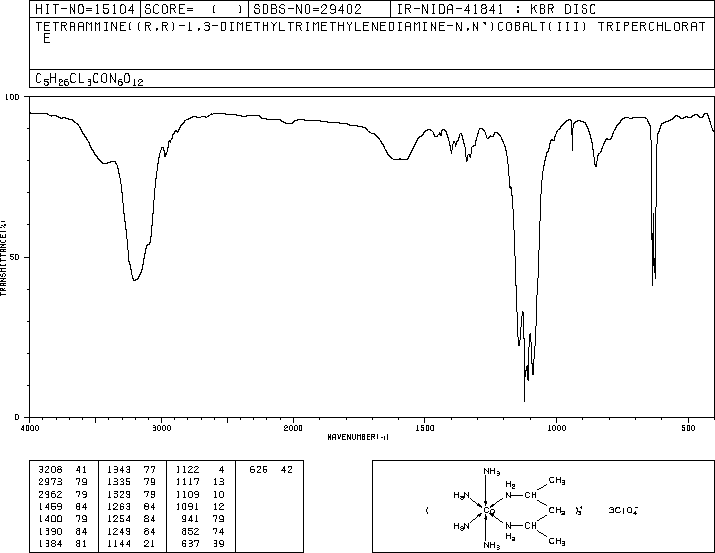 HIT-NO=15104 SCORE= ( ) SDBS-NO=29402 IR-NIDA-41841 : KBR DISC
TETRAAMMINE((R,R)-1,3-DIMETHYLTRIMETHYLENEDIAMINE-N,N')COBALT(III) TRIPERCHLORAT
E
C5H26CL3CON6O12
100
50
0
TRANSMITTANCE(%)
4000 3000 2000 1500 1000 500
WAVENUMBER(-1)
3208 41 1343 77 1122 4 626 42
2973 79 1335 79 1117 13
2962 79 1329 79 1109 10
1459 84 1263 84 1091 12
1400 79 1254 84 941 79
1390 84 1249 84 852 74
1384 81 1144 21 637 39
NH3
H2 CH3
H3N N CH
( CO CH2 )3+ 3ClO4-
H3N N CH
H2 CH3
NH3